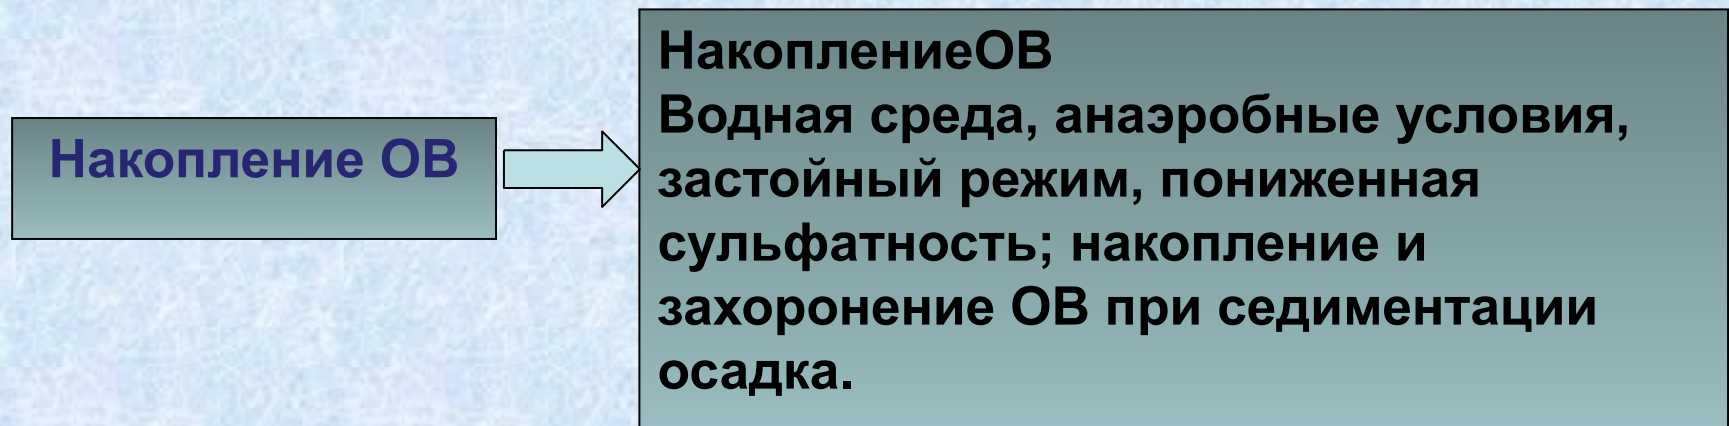 Накопление ОВ
НакоплениеОВ
Водная среда, анаэробные условия,
застойный режим, пониженная
сульфатность; накопление и
захоронение ОВ при седиментации
осадка.